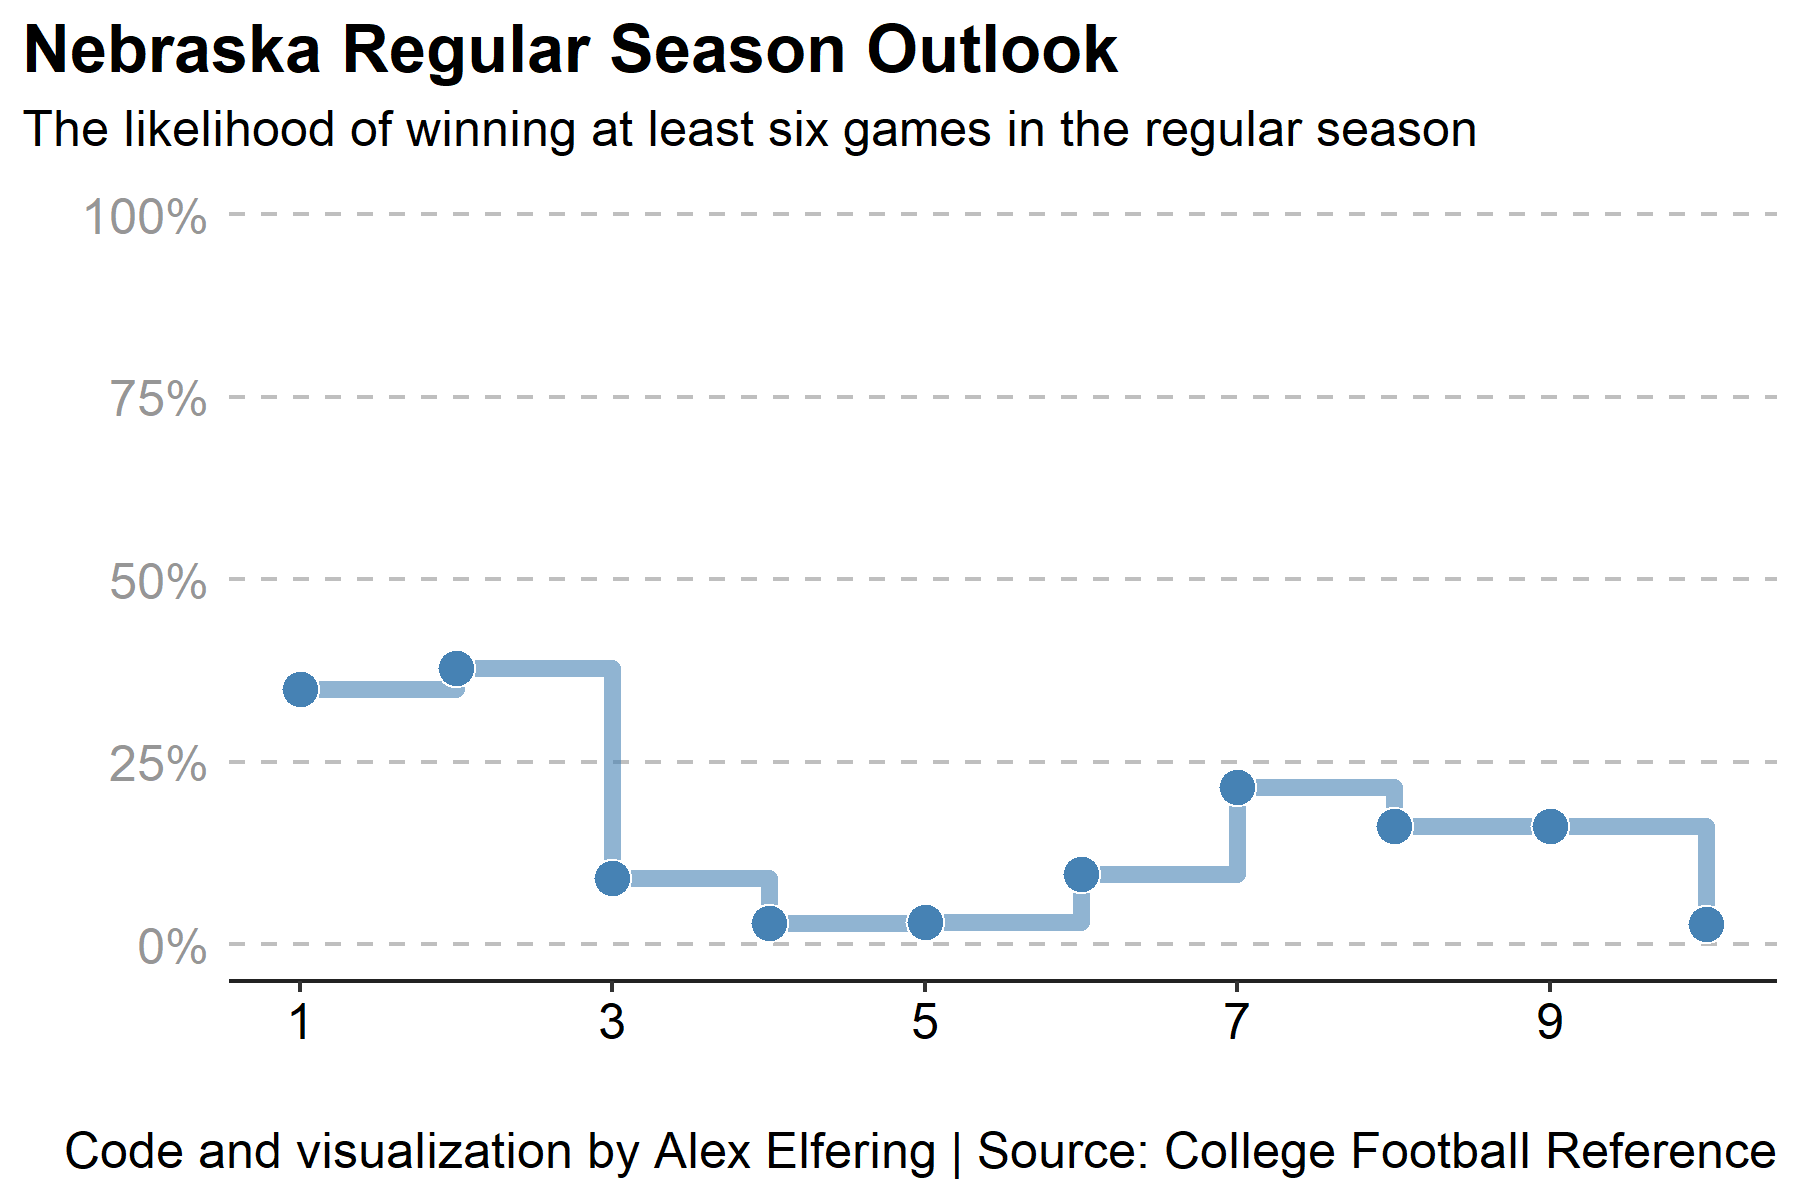 Nebraska Regular Season Outlook
The likelihood of winning at least six games in the regular season
100%
75%
50%
25%
0%
1 3 5 7 9
Code and visualization by Alex Elfering | Source: College Football Reference